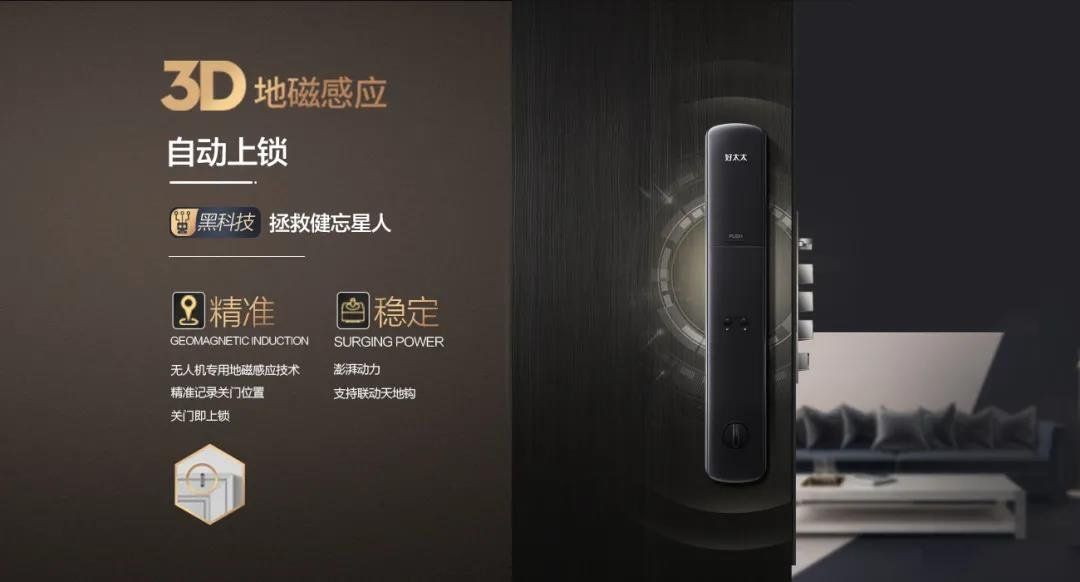 3D 地磁感应
自动上锁
黑科技 拯救健忘星人
精准
GEOMAGNETIC INDUCTION
无人机专用地磁感应技术
精准记录关门位置
关门即上锁
稳定
SURGING POWER
澎湃动力
支持联动天地钩
好太太
PUSH